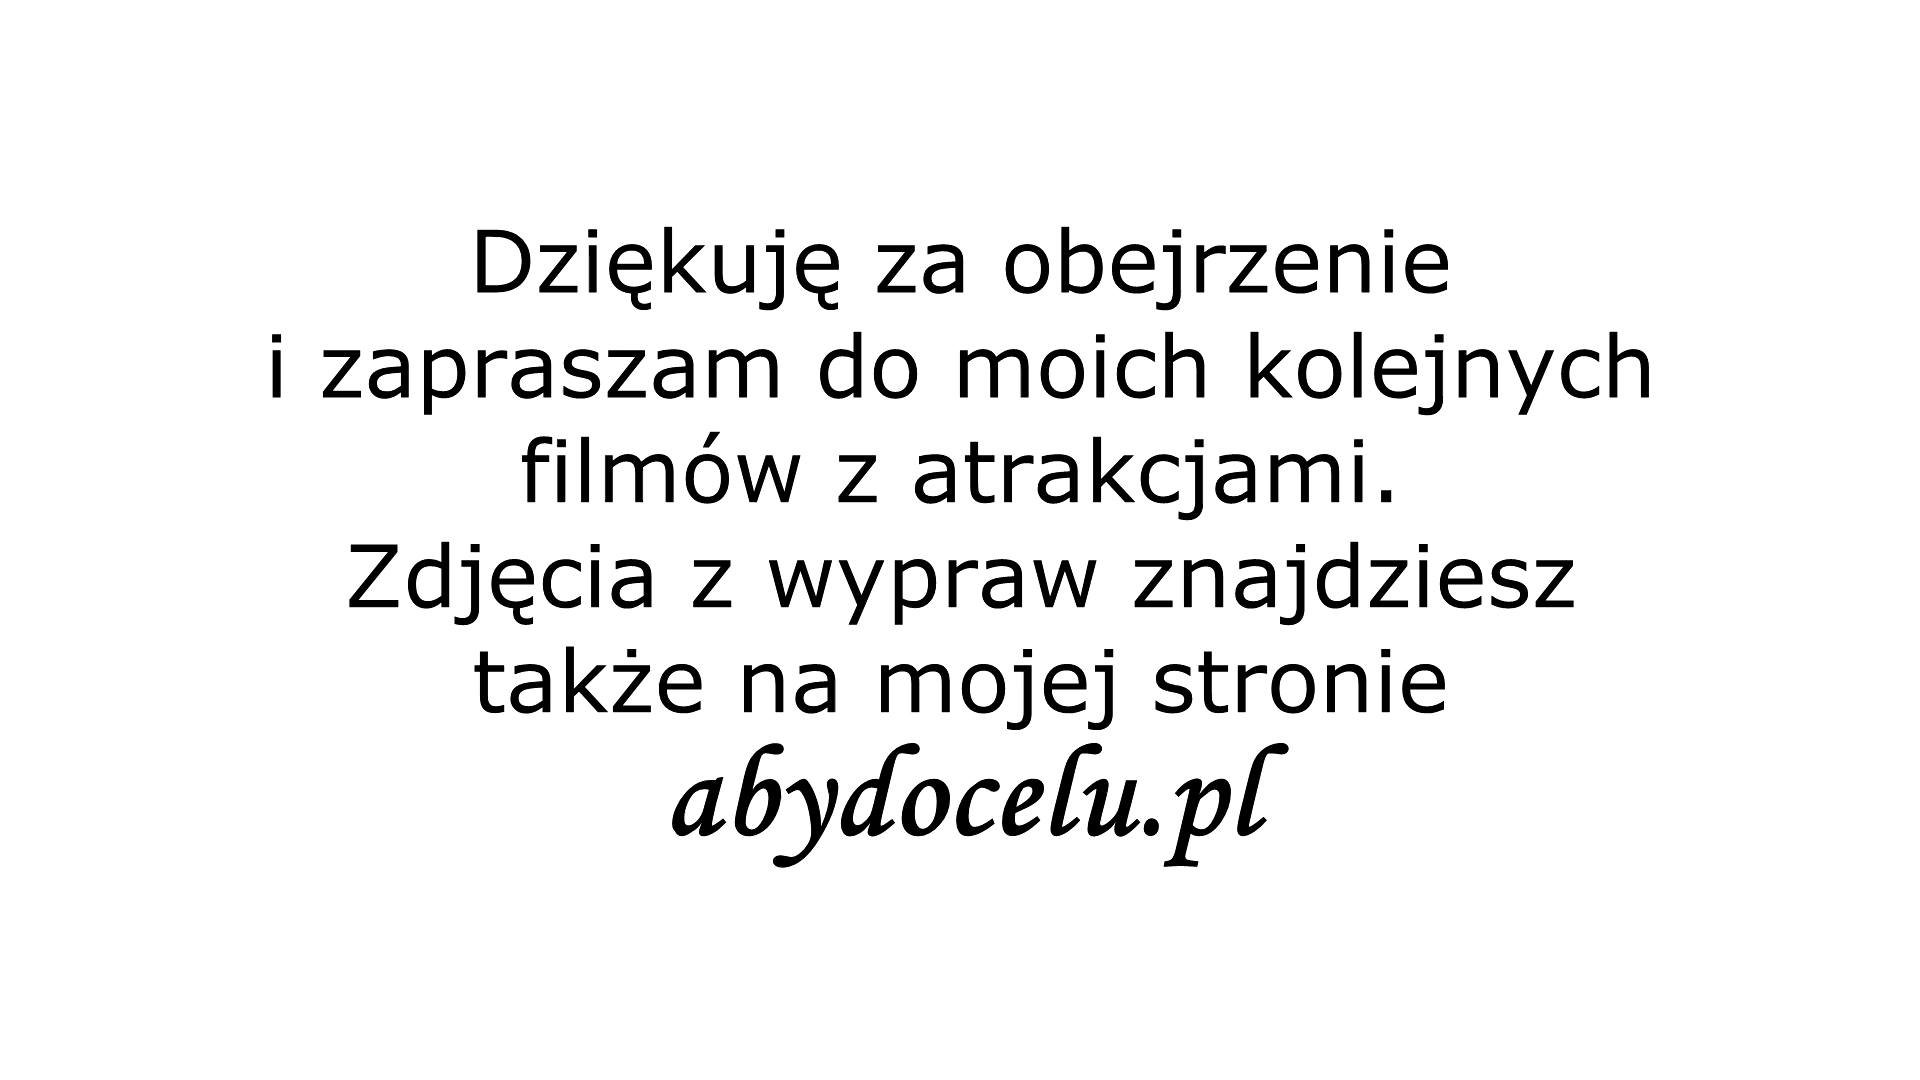 Dziękuję za obejrzenie
i zapraszam do moich kolejnych
filmów z atrakcjami.
Zdjęcia z wypraw znajdziesz
także na mojej stronie
abydocelu.pl